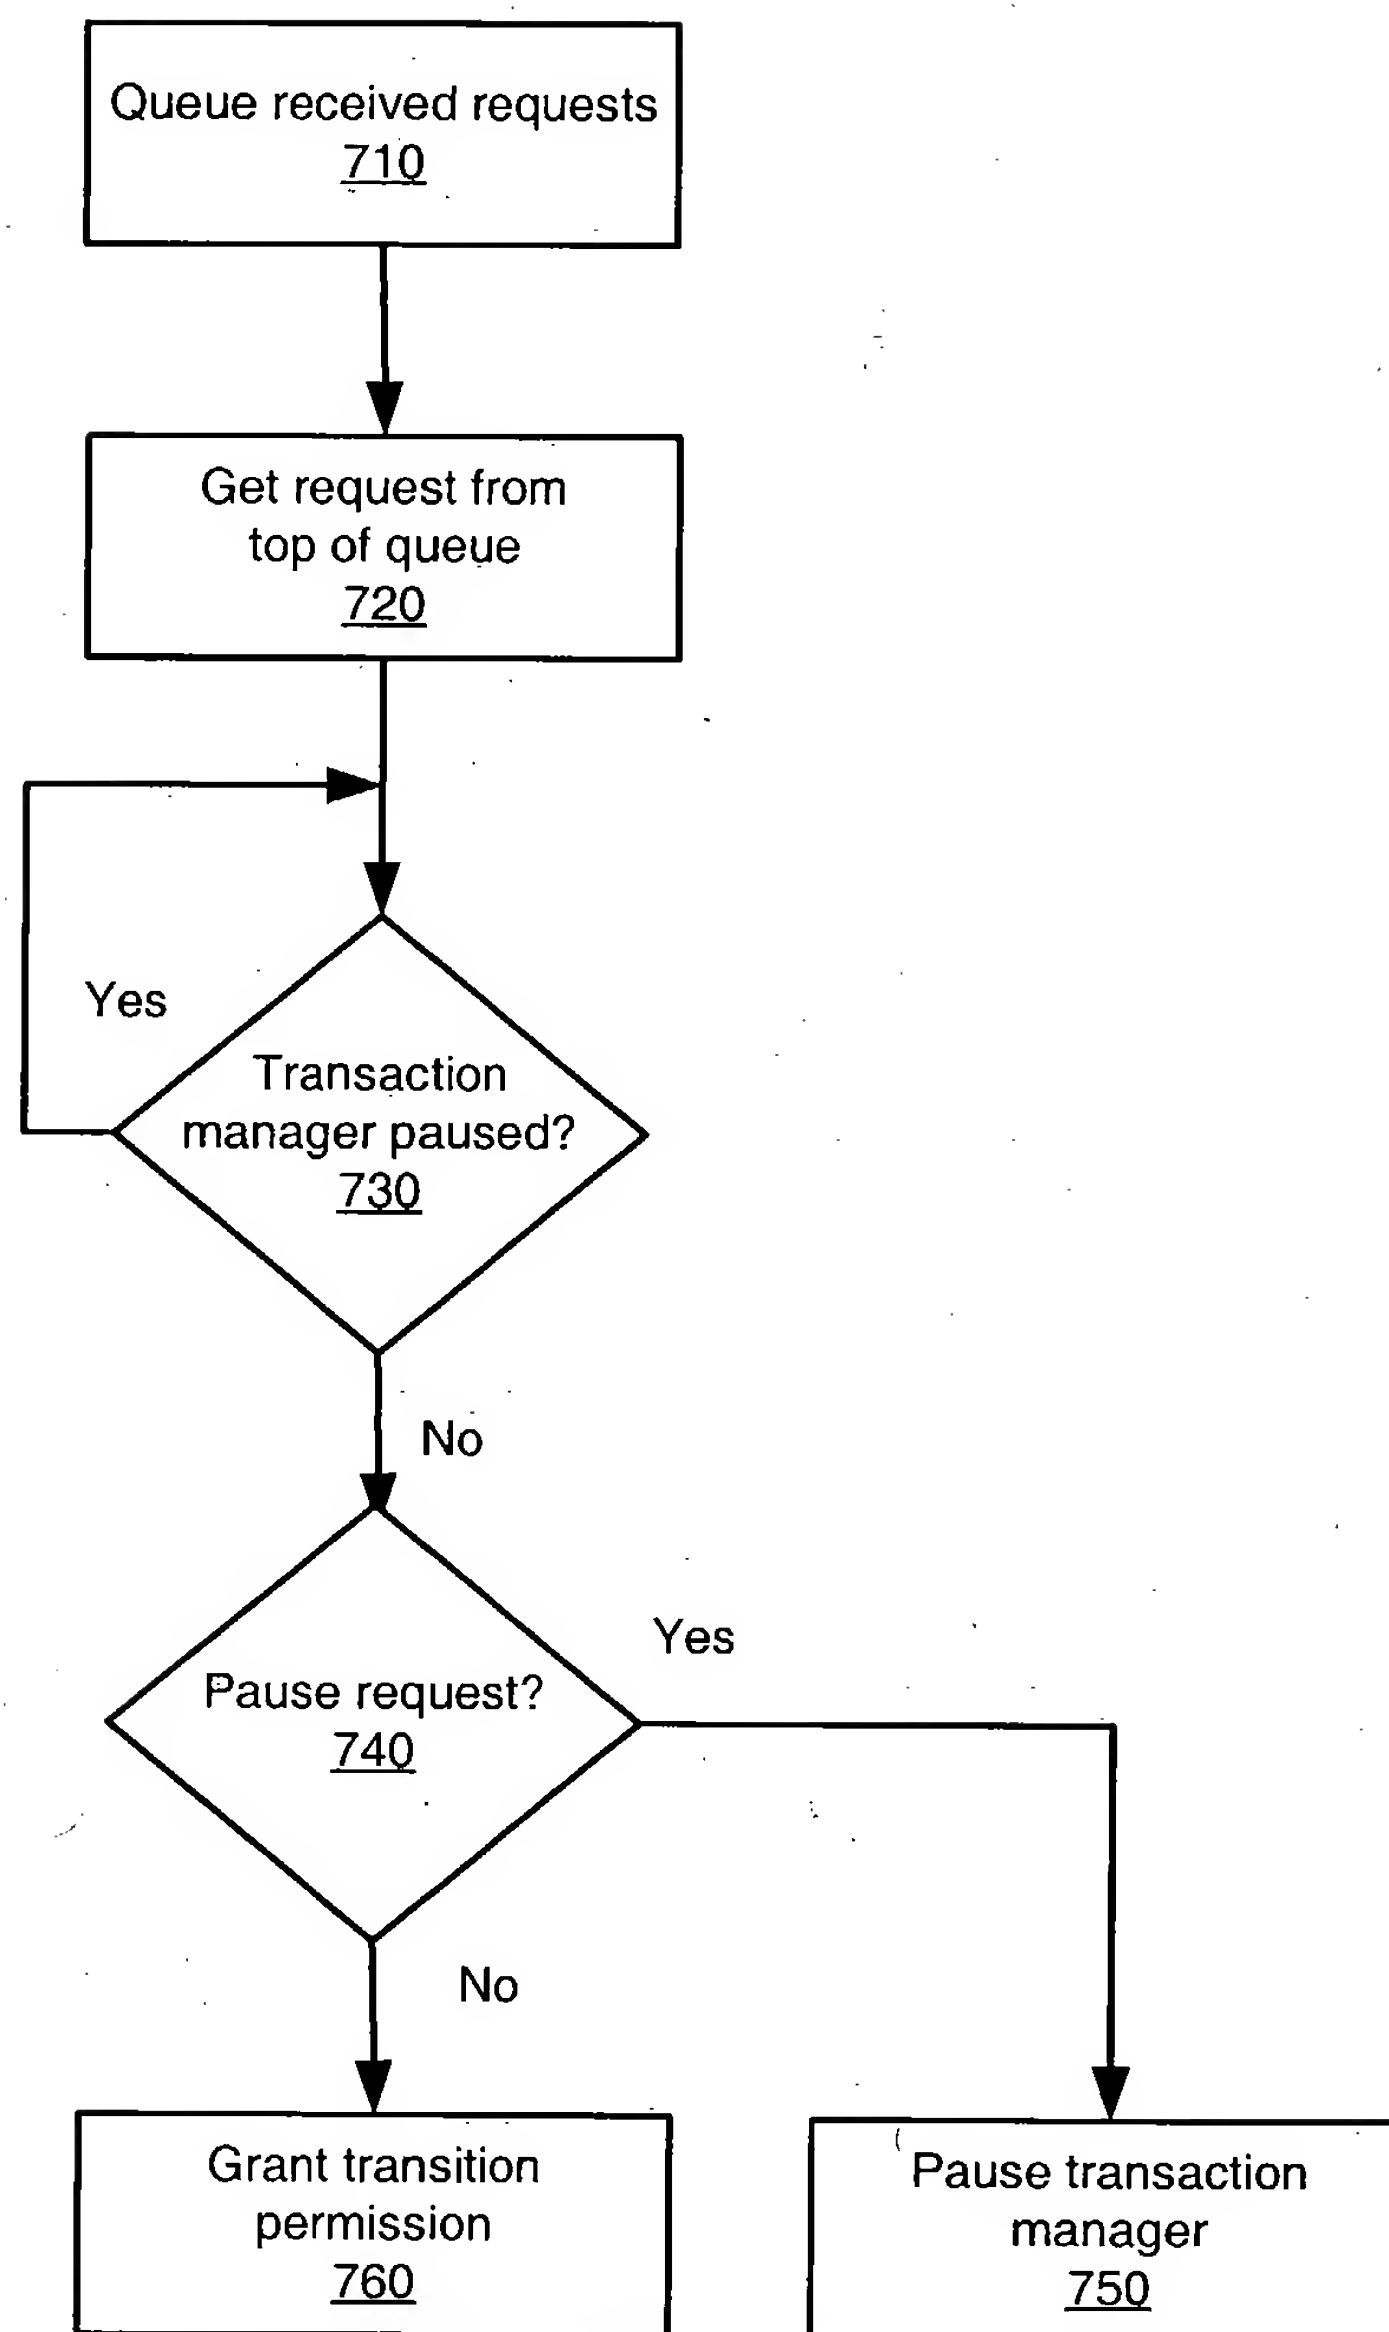 Queue received requests
710
Get request from
top of queue
720
Yes
Transaction
manager paused?
730
No
Yes
Pause request?
740
No
Grant transition
permission
760
Pause transaction
manager
750